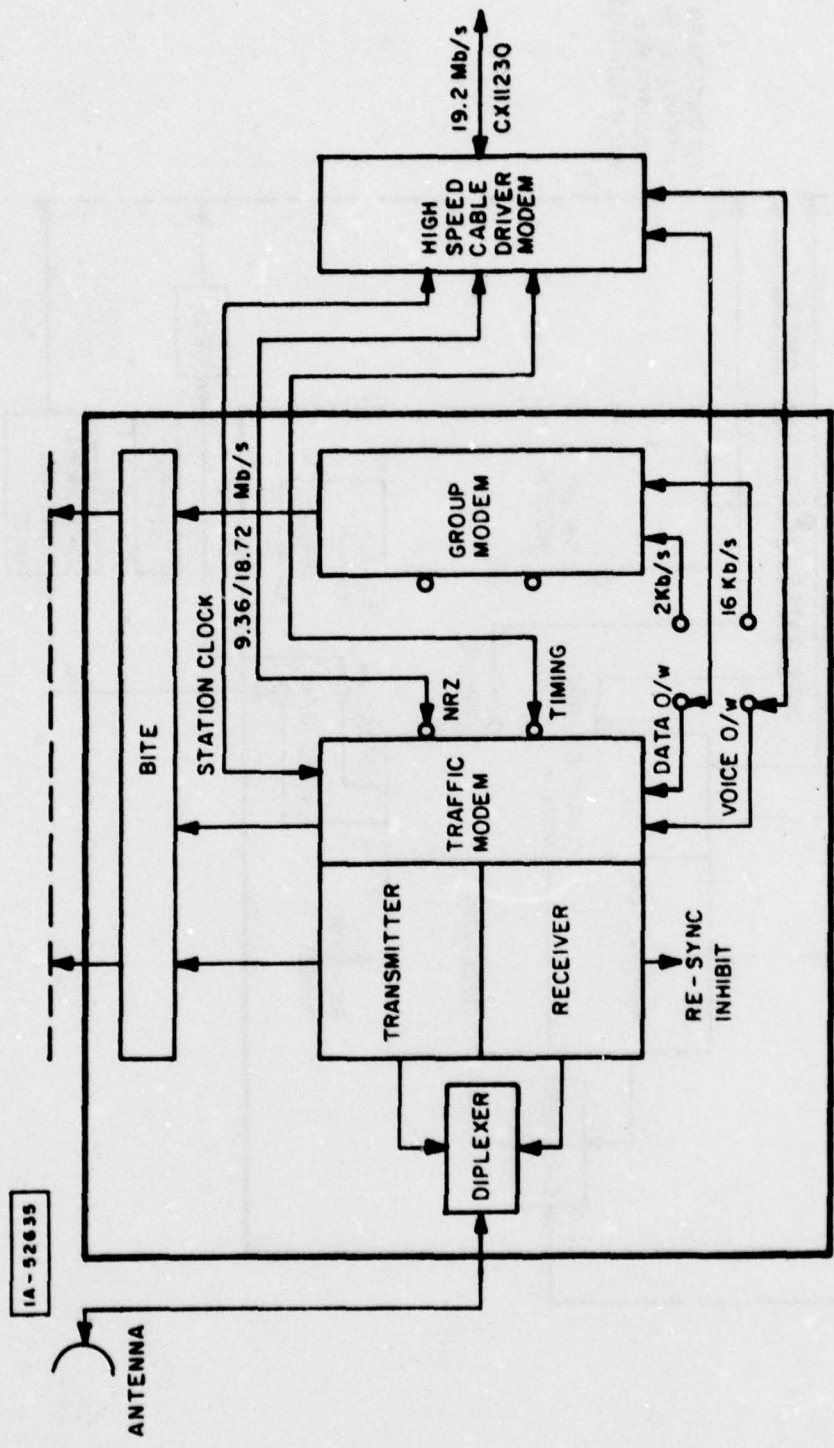 IA-52635
ANTENNA
BITE
STATION CLOCK
9.36/18.72 Mb/s
TRANSMITTER
RECEIVER
TRAFFIC
MODEM
DIPLEXER
NRZ
TIMING
GROUP
MODEM
HIGH
SPEED
CABLE
DRIVER
MODEM
19.2 Mb/s
CX11230
DATA O/W
2Kb/s
VOICE O/W
16 Kb/s
RE-SYNC
INHIBIT